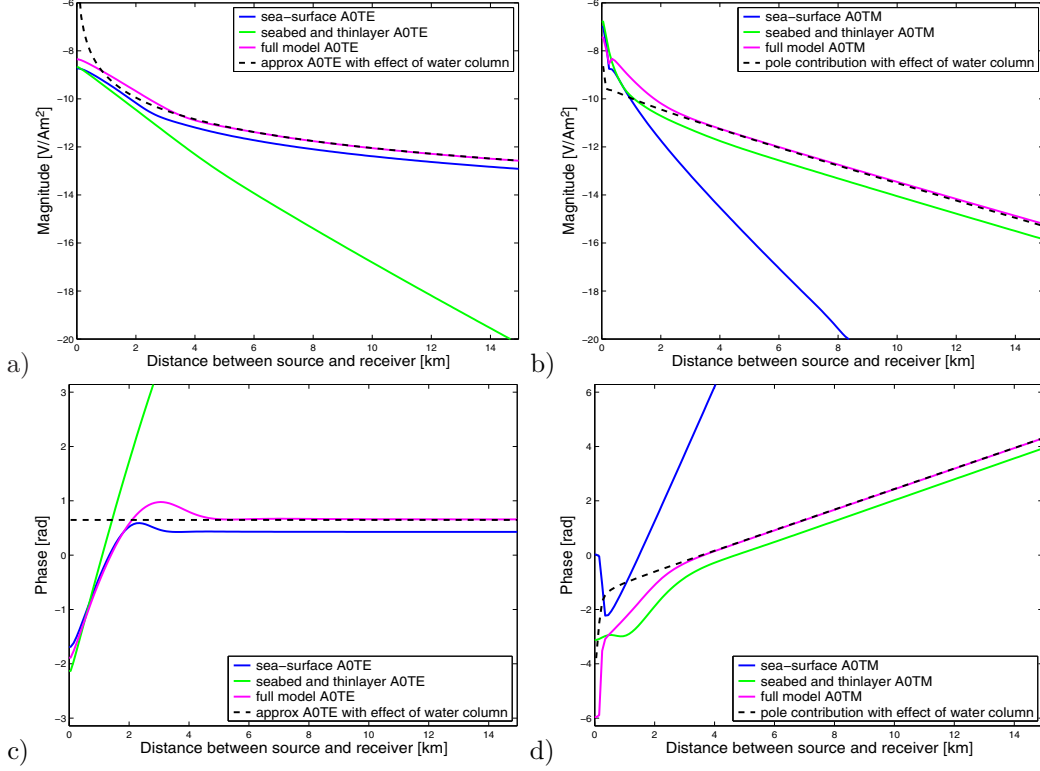 −6
−8
−10
−12
−14
−16
−18
−20
0 2 4 6 8 10 12 14
Magnitude [V/Am²]
Distance between source and receiver [km]
sea−surface A0TE
seabed and thinlayer A0TE
full model A0TE
approx A0TE with effect of water column
a)
−6
−8
−10
−12
−14
−16
−18
−20
0 2 4 6 8 10 12 14
Magnitude [V/Am²]
Distance between source and receiver [km]
sea−surface A0TM
seabed and thinlayer A0TM
full model A0TM
pole contribution with effect of water column
b)
3
2
1
0
−1
−2
−3
0 2 4 6 8 10 12 14
Phase [rad]
Distance between source and receiver [km]
sea−surface A0TE
seabed and thinlayer A0TE
full model A0TE
approx A0TE with effect of water column
c)
6
4
2
0
−2
−4
−6
0 2 4 6 8 10 12 14
Phase [rad]
Distance between source and receiver [km]
sea−surface A0TM
seabed and thinlayer A0TM
full model A0TM
pole contribution with effect of water column
d)